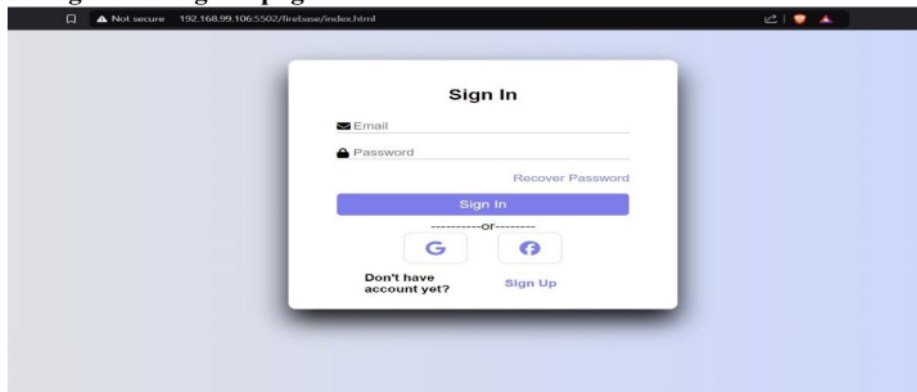 Not secure 192.168.99.106:5502/firebase/index.html
Sign In
Email
Password
Recover Password
Sign In
----------or--------
G f
Don't have
account yet?
Sign Up